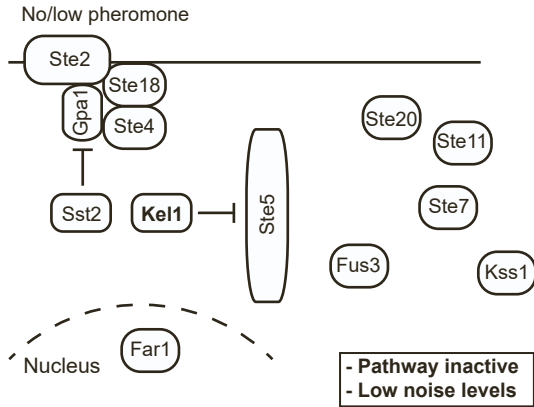 No/low pheromone
Ste2
Ste18
Gpa1
Ste4
Ste20
Ste11
Sst2
Kel1
Ste5
Ste7
Fus3
Kss1
Nucleus
Far1
- Pathway inactive
- Low noise levels